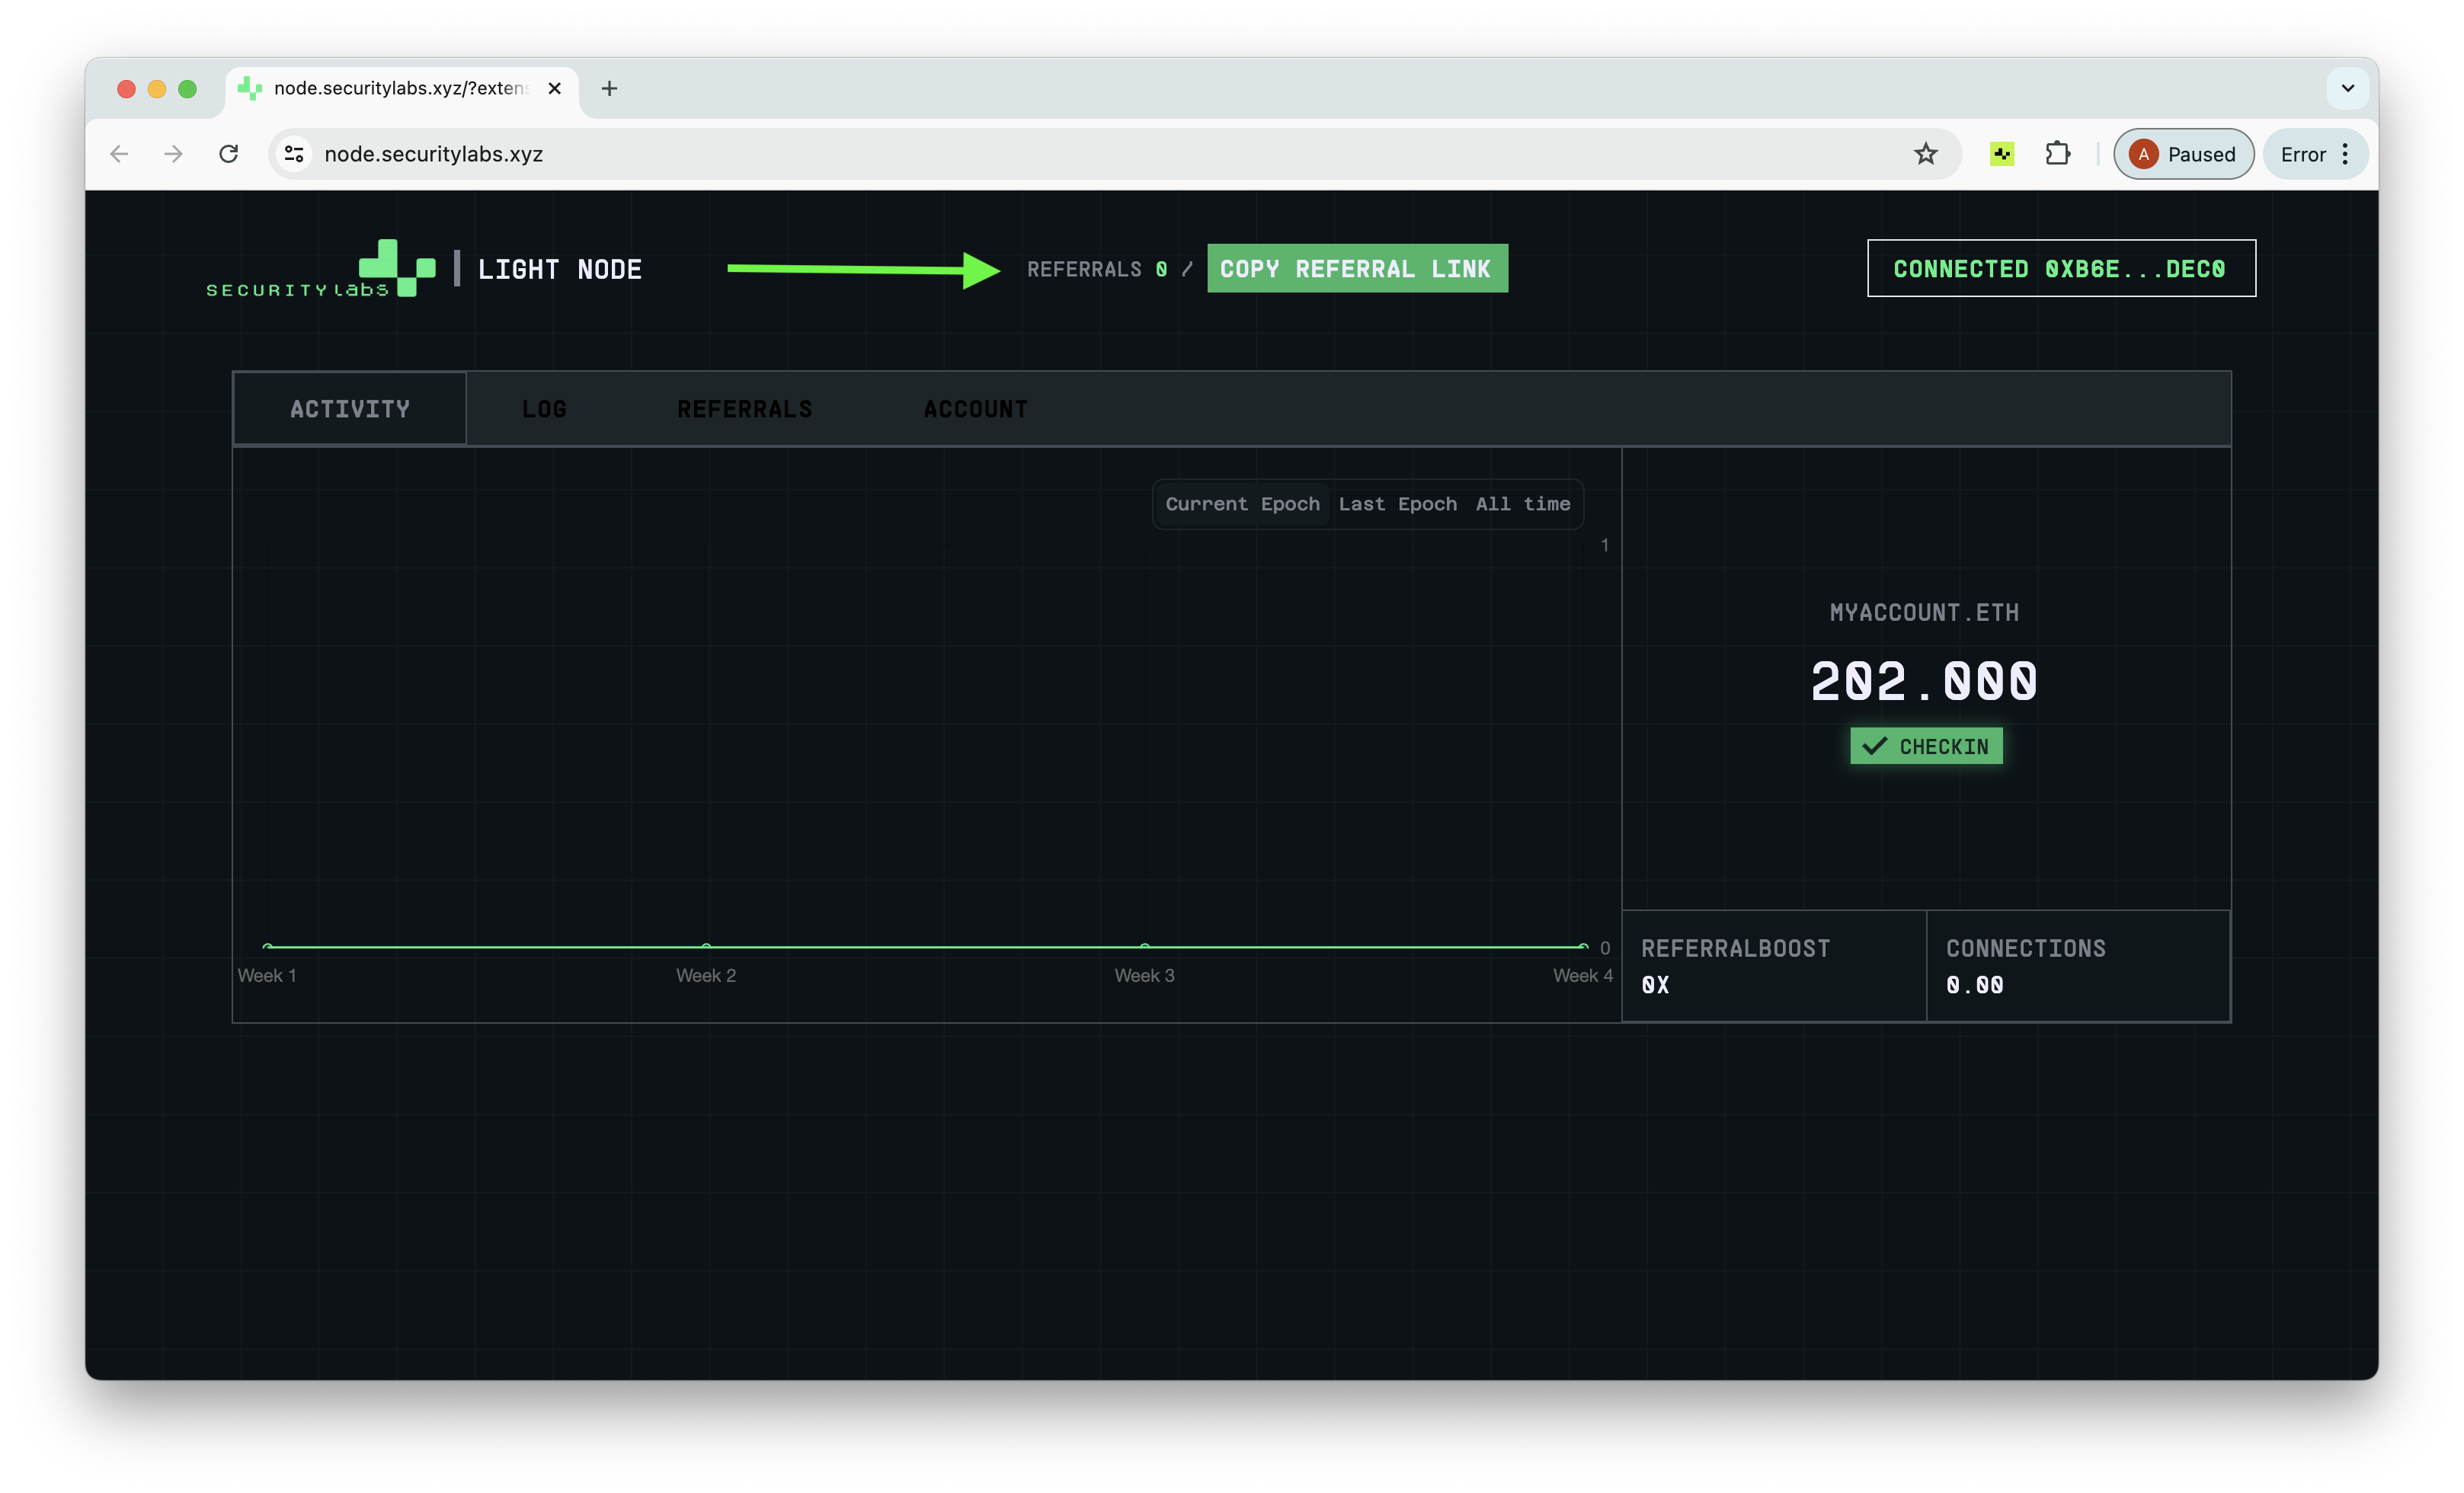 node.securitylabs.xyz/?extens
node.securitylabs.xyz
A Paused
Error
SECURITY labs
LIGHT NODE
REFERRALS 0 / COPY REFERRAL LINK
CONNECTED 0XB6E...DEC0
ACTIVITY LOG REFERRALS ACCOUNT
Current Epoch Last Epoch All time
1
0
Week 1 Week 2 Week 3 Week 4
MYACCOUNT.ETH
202.000
CHECKIN
REFERRALBOOST
0X
CONNECTIONS
0.00